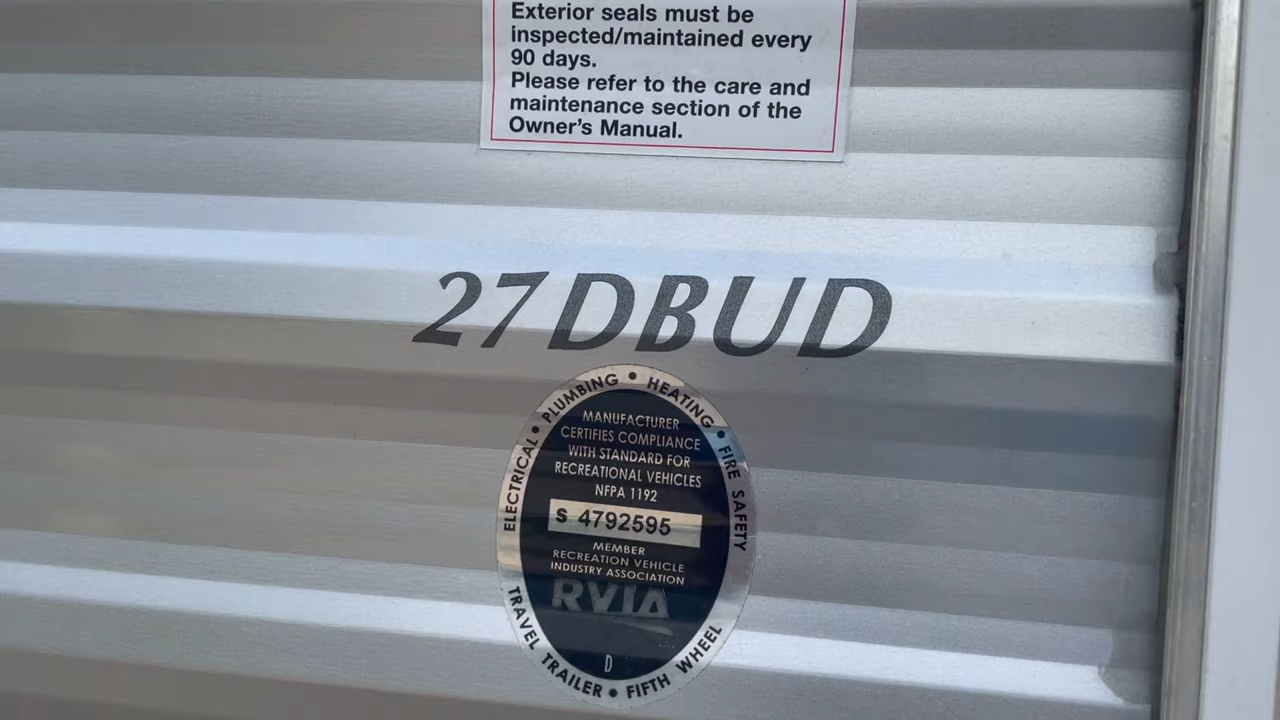 Exterior seals must be
inspected/maintained every
90 days.
Please refer to the care and
maintenance section of the
Owner's Manual.
27DBUD
ELECTRICAL • PLUMBING • HEATING • FIRE SAFETY
MANUFACTURER
CERTIFIES COMPLIANCE
WITH STANDARD FOR
RECREATIONAL VEHICLES
NFPA 1192
S 4792595
MEMBER
RECREATION VEHICLE
INDUSTRY ASSOCIATION
RVIA
D
TRAVEL TRAILER • FIFTH WHEEL